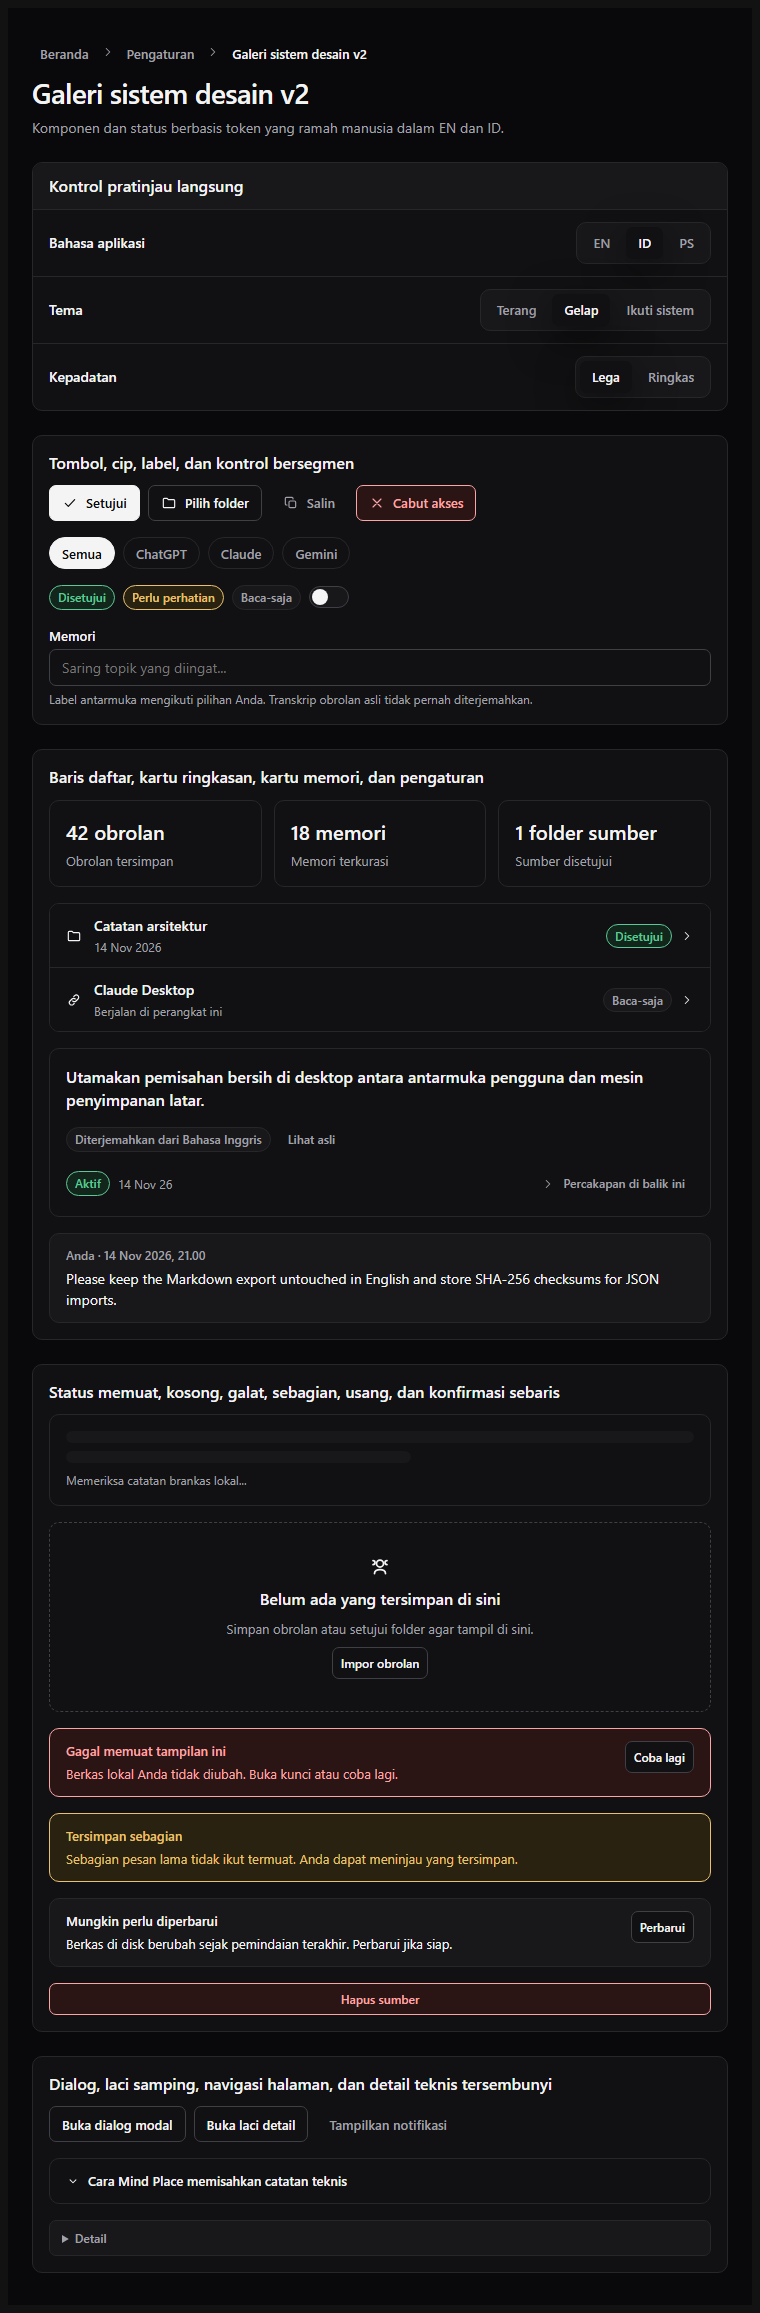 Beranda > Pengaturan > Galeri sistem desain v2
Galeri sistem desain v2
Komponen dan status berbasis token yang ramah manusia dalam EN dan ID.
Kontrol pratinjau langsung
Bahasa aplikasi EN ID PS
Tema Terang Gelap Ikuti sistem
Kepadatan Lega Ringkas
Tombol, cip, label, dan kontrol bersegmen
Setujui Pilih folder Salin Cabut akses
Semua ChatGPT Claude Gemini
Disetujui Perlu perhatian Baca-saja
Memori
Saring topik yang diingat...
Label antarmuka mengikuti pilihan Anda. Transkrip obrolan asli tidak pernah diterjemahkan.
Baris daftar, kartu ringkasan, kartu memori, dan pengaturan
42 obrolan 18 memori 1 folder sumber
Obrolan tersimpan Memori terkurasi Sumber disetujui
Catatan arsitektur
14 Nov 2026 Disetujui
Claude Desktop
Berjalan di perangkat ini Baca-saja
Utamakan pemisahan bersih di desktop antara antarmuka pengguna dan mesin
penyimpanan latar.
Diterjemahkan dari Bahasa Inggris Lihat asli
Aktif 14 Nov 26 Percakapan di balik ini
Anda · 14 Nov 2026, 21.00
Please keep the Markdown export untouched in English and store SHA-256 checksums for JSON
imports.
Status memuat, kosong, galat, sebagian, usang, dan konfirmasi sebaris
Memeriksa catatan brankas lokal...
Belum ada yang tersimpan di sini
Simpan obrolan atau setujui folder agar tampil di sini.
Impor obrolan
Gagal memuat tampilan ini
Berkas lokal Anda tidak diubah. Buka kunci atau coba lagi.
Coba lagi
Tersimpan sebagian
Sebagian pesan lama tidak ikut termuat. Anda dapat meninjau yang tersimpan.
Mungkin perlu diperbarui
Berkas di disk berubah sejak pemindaian terakhir. Perbarui jika siap.
Perbarui
Hapus sumber
Dialog, laci samping, navigasi halaman, dan detail teknis tersembunyi
Buka dialog modal Buka laci detail Tampilkan notifikasi
Cara Mind Place memisahkan catatan teknis
Detail